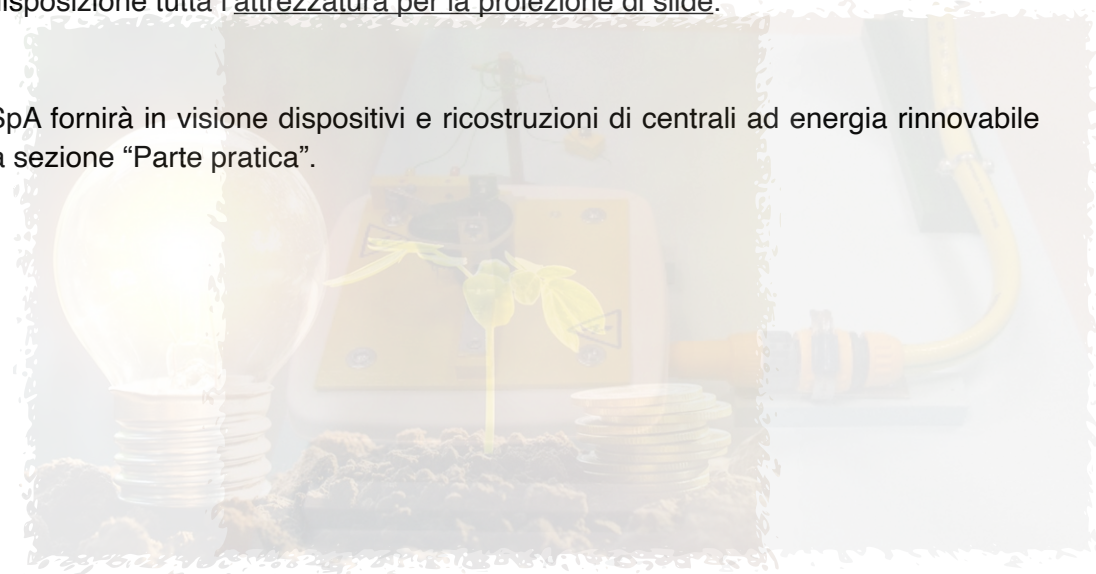 disposizione tutta l'attrezzatura per la proiezione di slide.
SpA fornirà in visione dispositivi e ricostruzioni di centrali ad energia rinnovabile
a sezione “Parte pratica”.